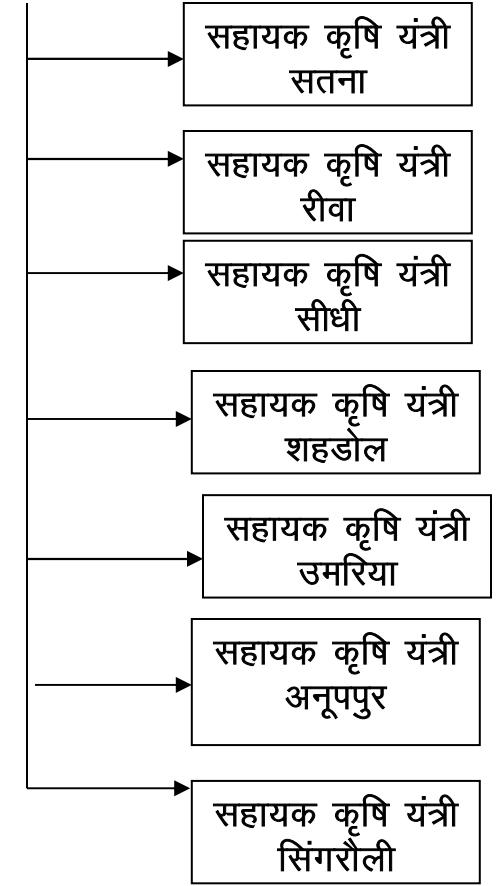 सहायक कृषि यंत्री
सतना
सहायक कृषि यंत्री
रीवा
सहायक कृषि यंत्री
सीधी
सहायक कृषि यंत्री
शहडोल
सहायक कृषि यंत्री
उमरिया
सहायक कृषि यंत्री
अनूपपुर
सहायक कृषि यंत्री
सिंगरौली